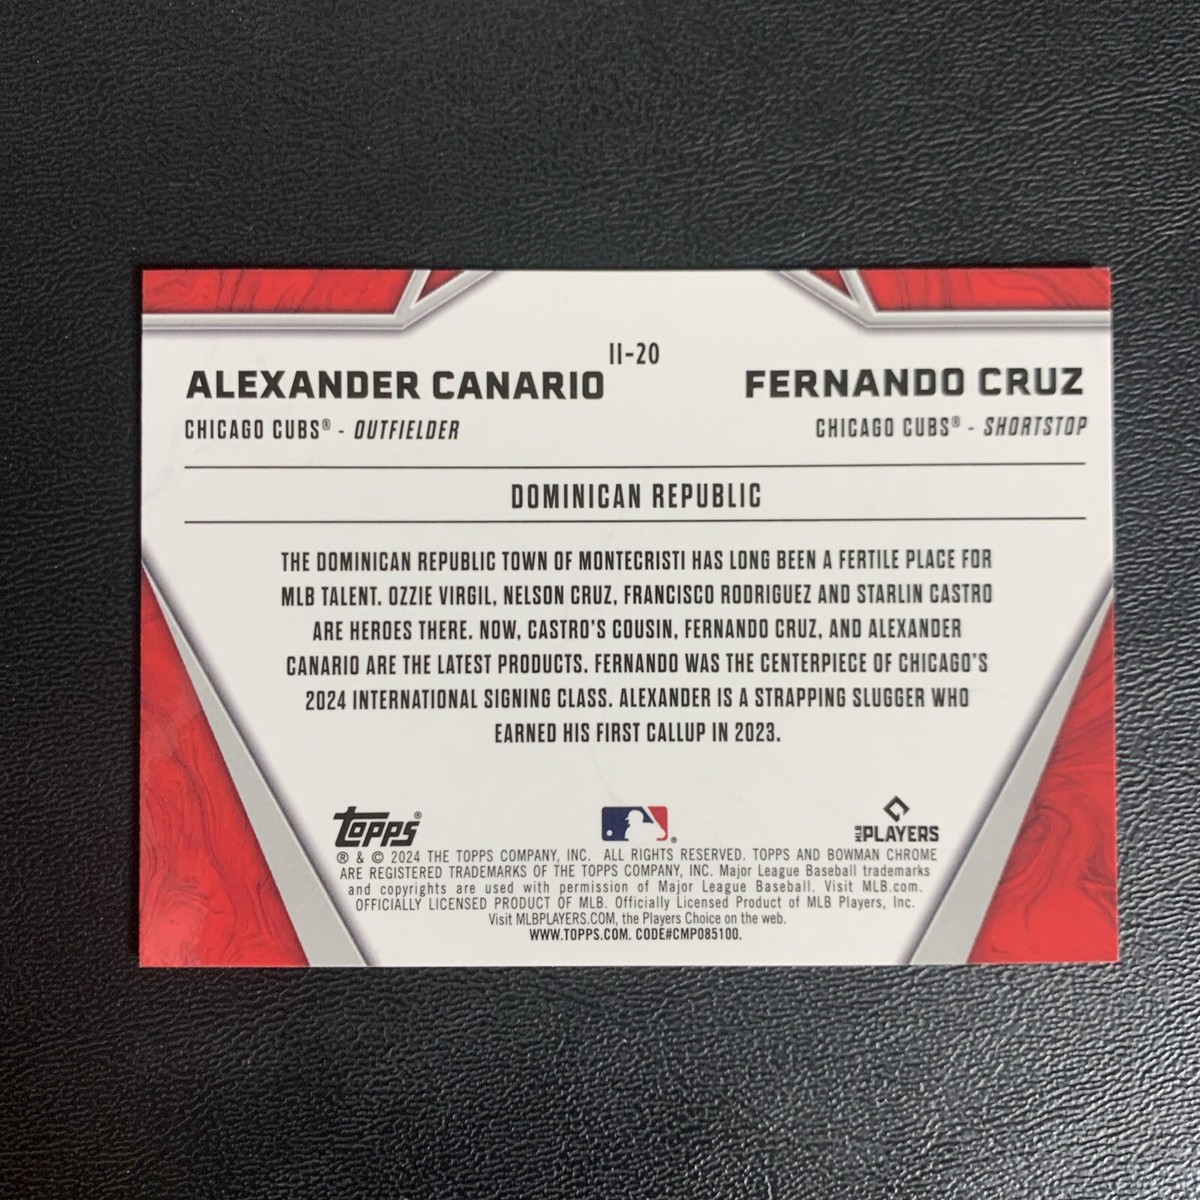 II-20
ALEXANDER CANARIO FERNANDO CRUZ
CHICAGO CUBS® - OUTFIELDER CHICAGO CUBS® - SHORTSTOP
DOMINICAN REPUBLIC
THE DOMINICAN REPUBLIC TOWN OF MONTECRISTI HAS LONG BEEN A FERTILE PLACE FOR
MLB TALENT. OZZIE VIRGIL, NELSON CRUZ, FRANCISCO RODRIGUEZ AND STARLIN CASTRO
ARE HEROES THERE. NOW, CASTRO'S COUSIN, FERNANDO CRUZ, AND ALEXANDER
CANARIO ARE THE LATEST PRODUCTS. FERNANDO WAS THE CENTERPIECE OF CHICAGO'S
2024 INTERNATIONAL SIGNING CLASS. ALEXANDER IS A STRAPPING SLUGGER WHO
EARNED HIS FIRST CALLUP IN 2023.
TOPPS® ® MLB PLAYERS
® & © 2024 THE TOPPS COMPANY, INC. ALL RIGHTS RESERVED. TOPPS AND BOWMAN CHROME
ARE REGISTERED TRADEMARKS OF THE TOPPS COMPANY, INC. Major League Baseball trademarks
and copyrights are used with permission of Major League Baseball. Visit MLB.com.
OFFICIALLY LICENSED PRODUCT OF MLB. Officially Licensed Product of MLB Players, Inc.
Visit MLBPLAYERS.COM, the Players Choice on the web.
WWW.TOPPS.COM. CODE#CMP085100.